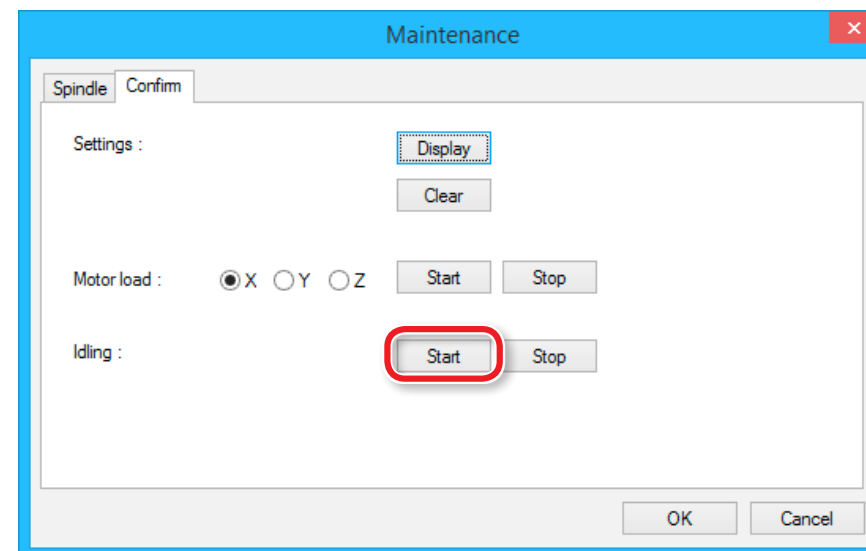 Maintenance
Spindle Confirm
Settings : Display
Clear
Motor load : X Y Z Start Stop
Idling : Start Stop
OK Cancel